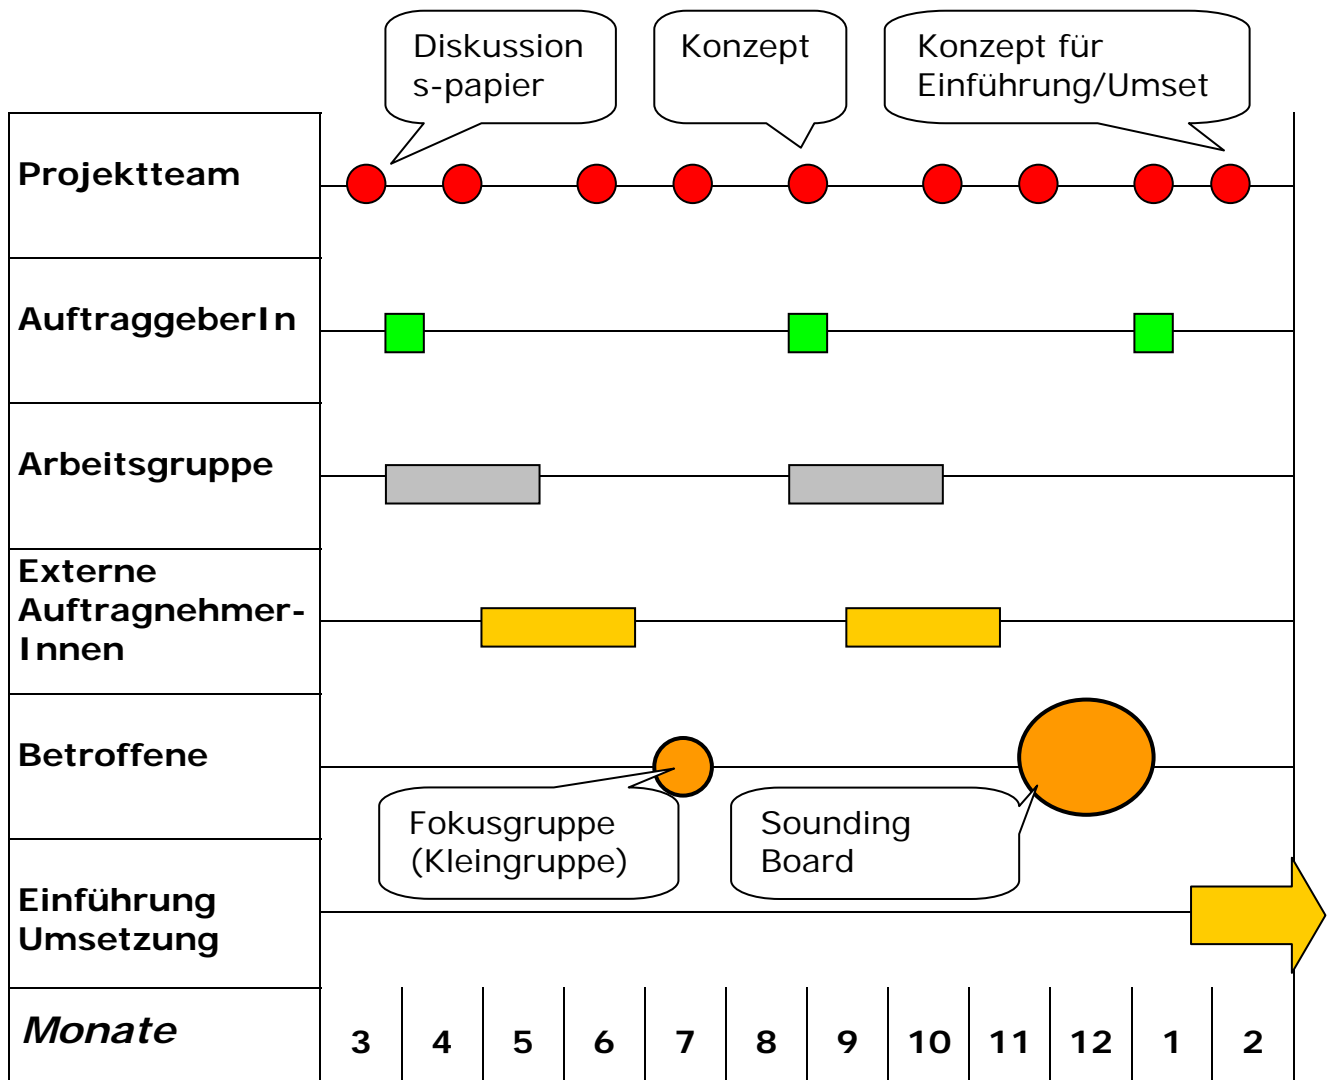 Diskussion
s-papier
Konzept
Konzept für
Einführung/Umset
Projektteam
AuftraggeberIn
Arbeitsgruppe
Externe
Auftragnehmer-
Innen
Betroffene
Fokusgruppe
(Kleingruppe)
Sounding
Board
Einführung
Umsetzung
Monate 3 4 5 6 7 8 9 10 11 12 1 2